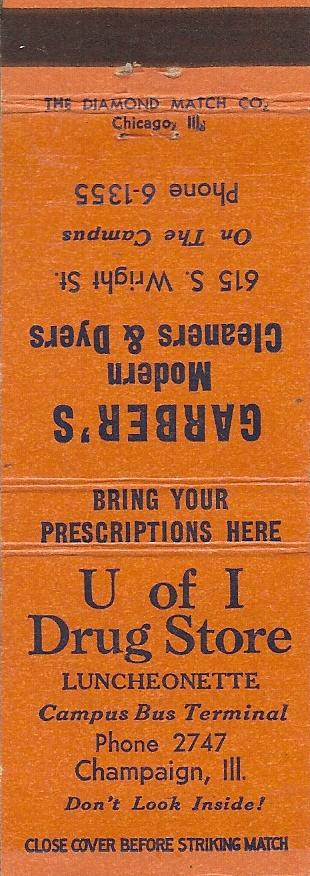 THE DIAMOND MATCH CO.
Chicago, Ill.
GARBER'S
Modern
Cleaners & Dyers
615 S. Wright St.
On The Campus
Phone 6-1355
BRING YOUR
PRESCRIPTIONS HERE
U of I
Drug Store
LUNCHEONETTE
Campus Bus Terminal
Phone 2747
Champaign, Ill.
Don't Look Inside!
CLOSE COVER BEFORE STRIKING MATCH